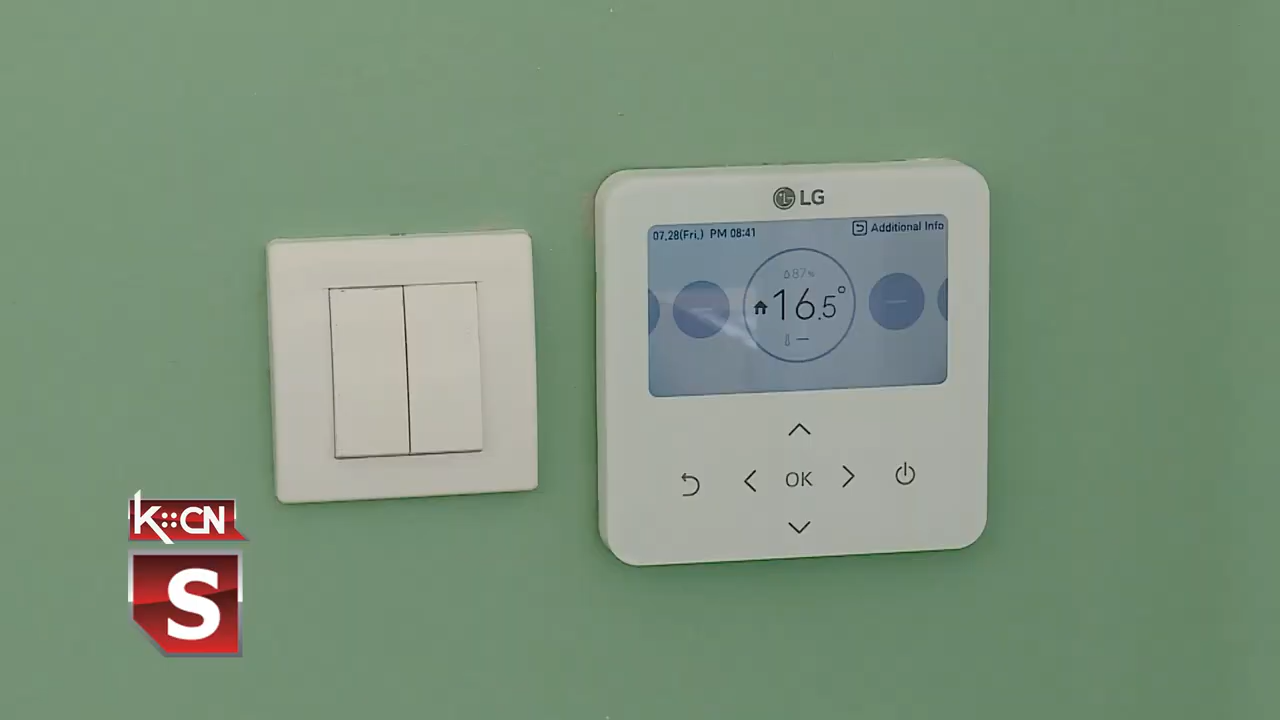 LG
07.28(Fri.) PM 08:41
Additional Info
87%
16.5°
OK
K::CN
S